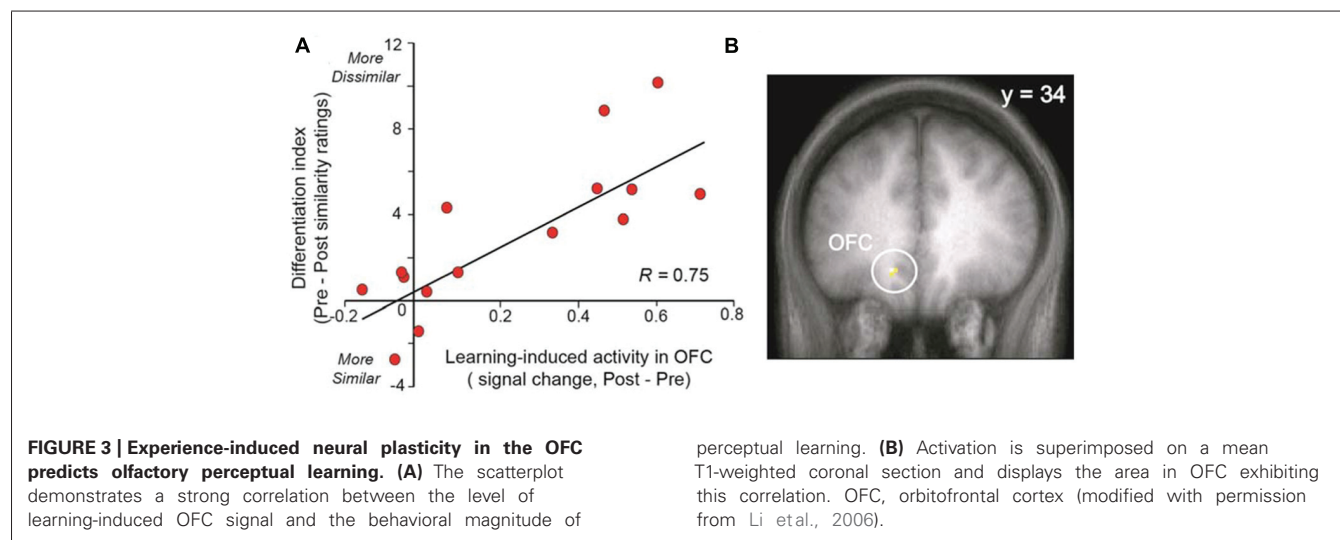 A
12
More
Dissimilar
8
4
0
-0.2
0.2
0.4
0.6
0.8
-4
More
Similar
R = 0.75
Differentiation index
(Pre - Post similarity ratings)
Learning-induced activity in OFC
( signal change, Post - Pre)
B
y = 34
OFC
FIGURE 3 | Experience-induced neural plasticity in the OFC
predicts olfactory perceptual learning. (A) The scatterplot
demonstrates a strong correlation between the level of
learning-induced OFC signal and the behavioral magnitude of
perceptual learning. (B) Activation is superimposed on a mean
T1-weighted coronal section and displays the area in OFC exhibiting
this correlation. OFC, orbitofrontal cortex (modified with permission
from Li etal., 2006).